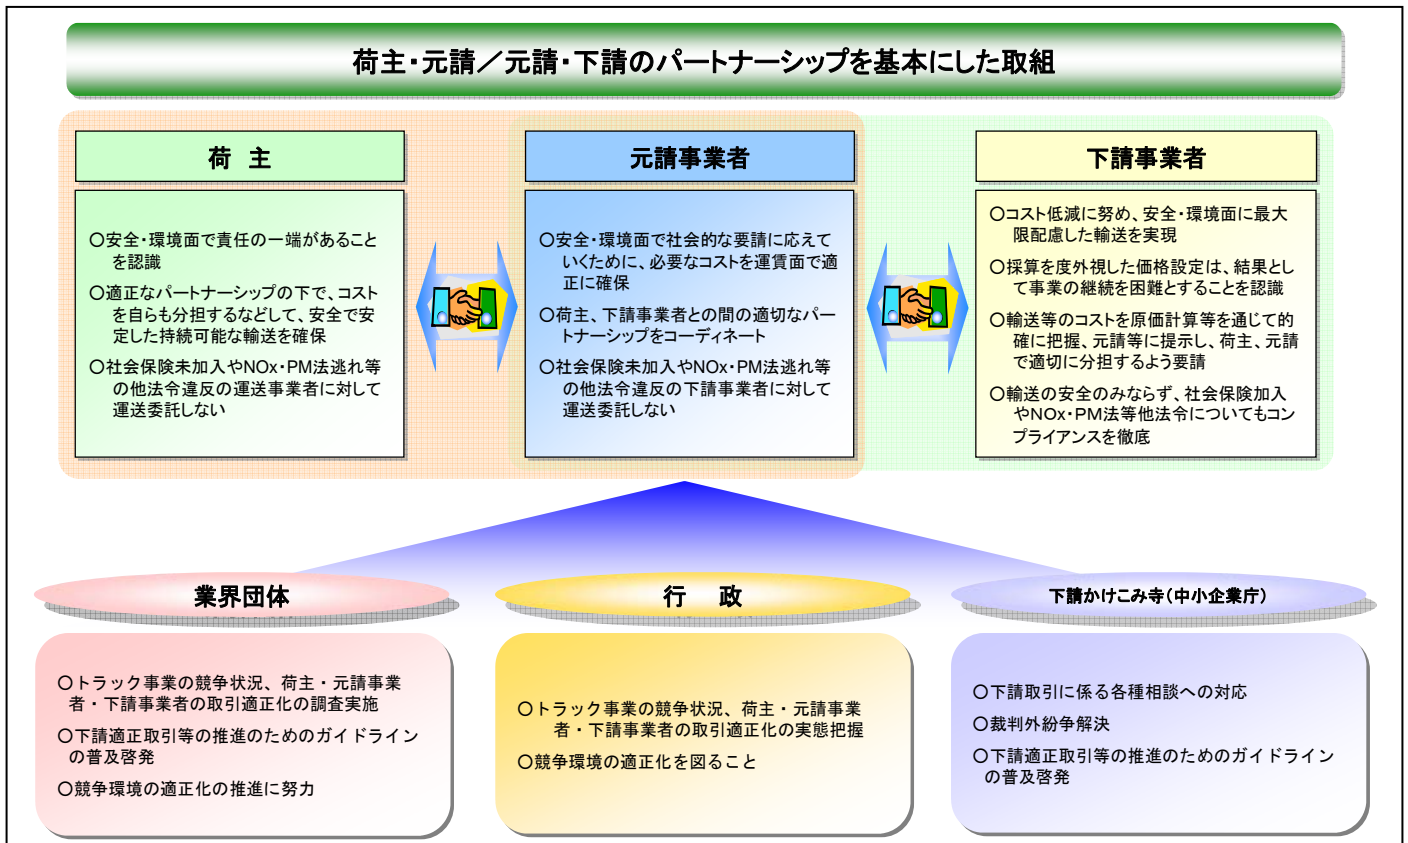 荷主・元請／元請・下請のパートナーシップを基本にした取組
荷 主
○安全・環境面で責任の一端があること
を認識
○適正なパートナーシップの下で、コスト
を自らも分担するなどして、安全で安
定した持続可能な輸送を確保
○社会保険未加入やNOx・PM法逃れ等
の他法令違反の運送事業者に対して
運送委託しない
元請事業者
○安全・環境面で社会的な要請に応えて
いくために、必要なコストを運賃面で適
正に確保
○荷主、下請事業者との間の適切なパー
トナーシップをコーディネート
○社会保険未加入やNOx・PM法逃れ等
の他法令違反の下請事業者に対して
運送委託しない
下請事業者
○コスト低減に努め、安全・環境面に最大
限配慮した輸送を実現
○採算を度外視した価格設定は、結果とし
て事業の継続を困難とすることを認識
○輸送等のコストを原価計算等を通じて的
確に把握、元請等に提示し、荷主、元請
で適切に分担するよう要請
○輸送の安全のみならず、社会保険加入
やNOx・PM法等他法令についてもコン
プライアンスを徹底
業界団体
○トラック事業の競争状況、荷主・元請事業
者・下請事業者の取引適正化の調査実施
○下請適正取引等の推進のためのガイドライン
の普及啓発
○競争環境の適正化の推進に努力
行 政
○トラック事業の競争状況、荷主・元請事業
者・下請事業者の取引適正化の実態把握
○競争環境の適正化を図ること
下請かけこみ寺（中小企業庁）
○下請取引に係る各種相談への対応
○裁判外紛争解決
○下請適正取引等の推進のためのガイドライン
の普及啓発